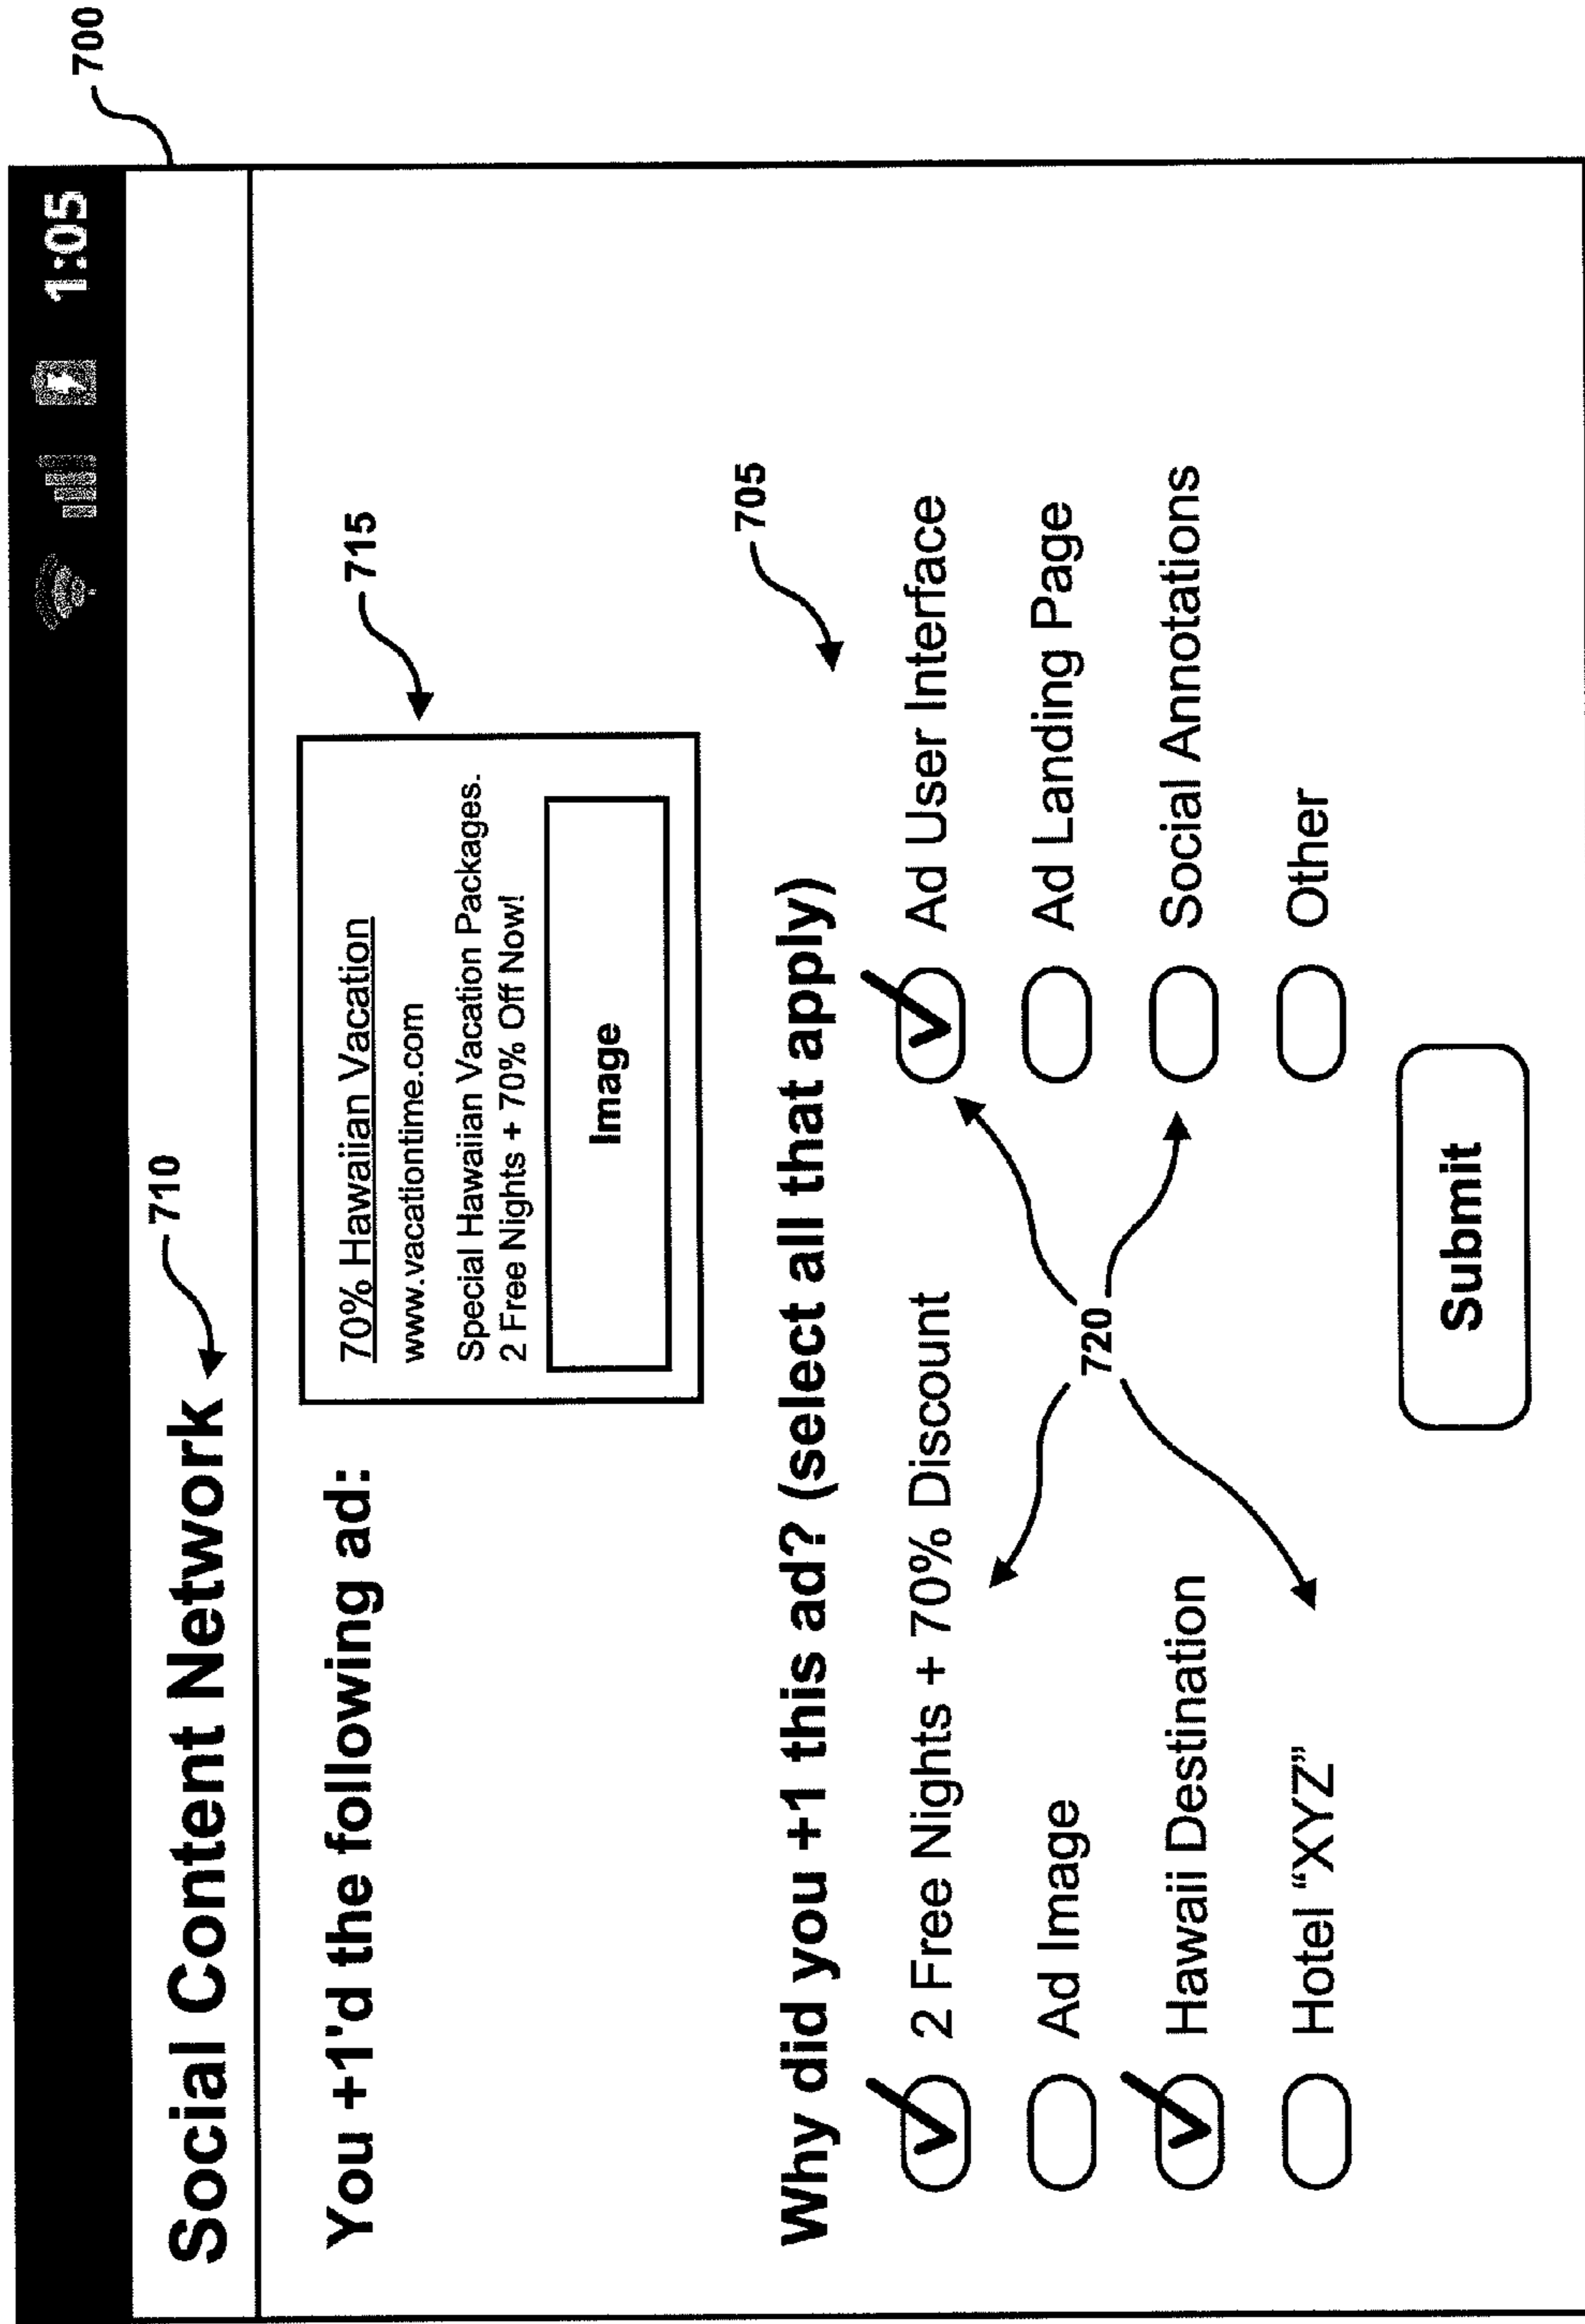 1:05
700
Social Content Network
710
You +1'd the following ad:
70% Hawaiian Vacation
www.vacationtime.com
Special Hawaiian Vacation Packages.
2 Free Nights + 70% Off Now!
Image
715
Why did you +1 this ad? (select all that apply)
705
2 Free Nights + 70% Discount
Ad User Interface
Ad Image
Ad Landing Page
720
Hawaii Destination
Social Annotations
Hotel “XYZ”
Other
Submit